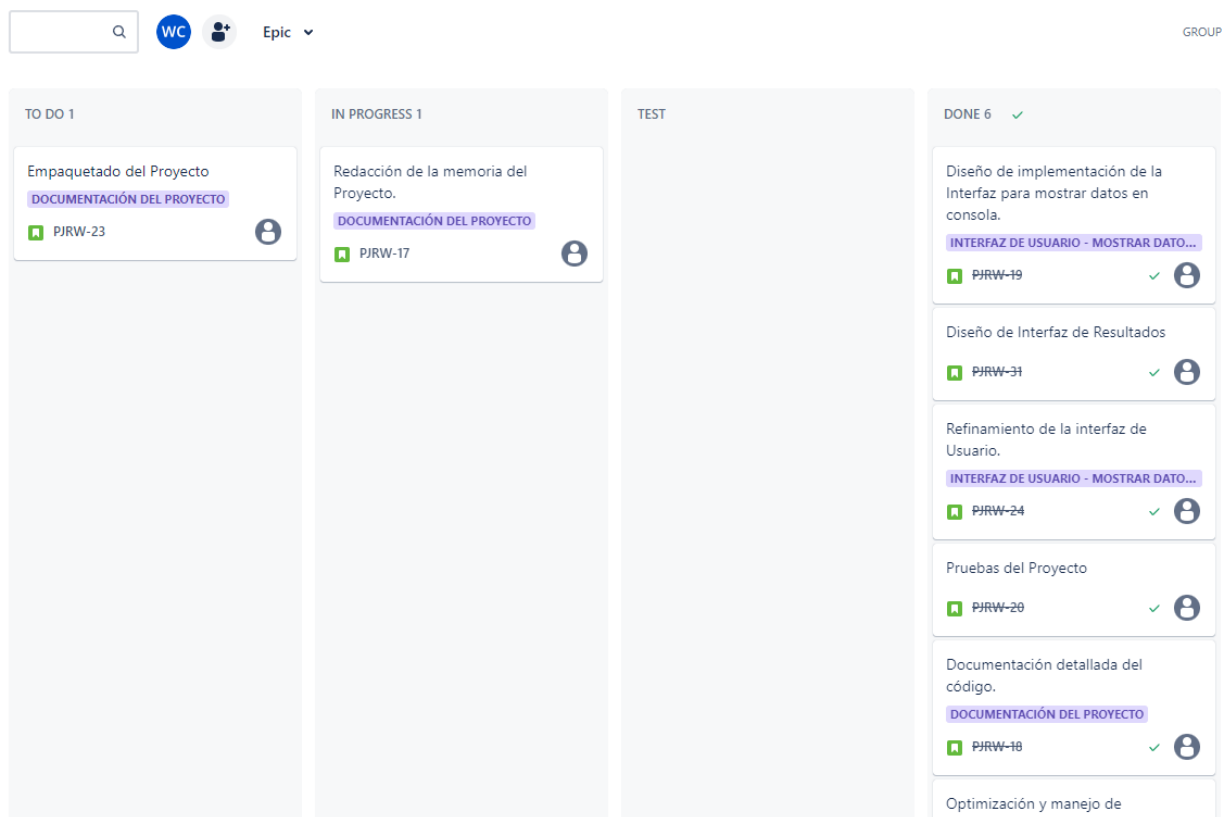 WC
Epic
GROUP
TO DO 1
Empaquetado del Proyecto
DOCUMENTACIÓN DEL PROYECTO
PJRW-23
IN PROGRESS 1
Redacción de la memoria del
Proyecto.
DOCUMENTACIÓN DEL PROYECTO
PJRW-17
TEST
DONE 6
Diseño de implementación de la
Interfaz para mostrar datos en
consola.
INTERFAZ DE USUARIO - MOSTRAR DATO...
PJRW-19
Diseño de Interfaz de Resultados
PJRW-31
Refinamiento de la interfaz de
Usuario.
INTERFAZ DE USUARIO - MOSTRAR DATO...
PJRW-24
Pruebas del Proyecto
PJRW-20
Documentación detallada del
código.
DOCUMENTACIÓN DEL PROYECTO
PJRW-18
Optimización y manejo de